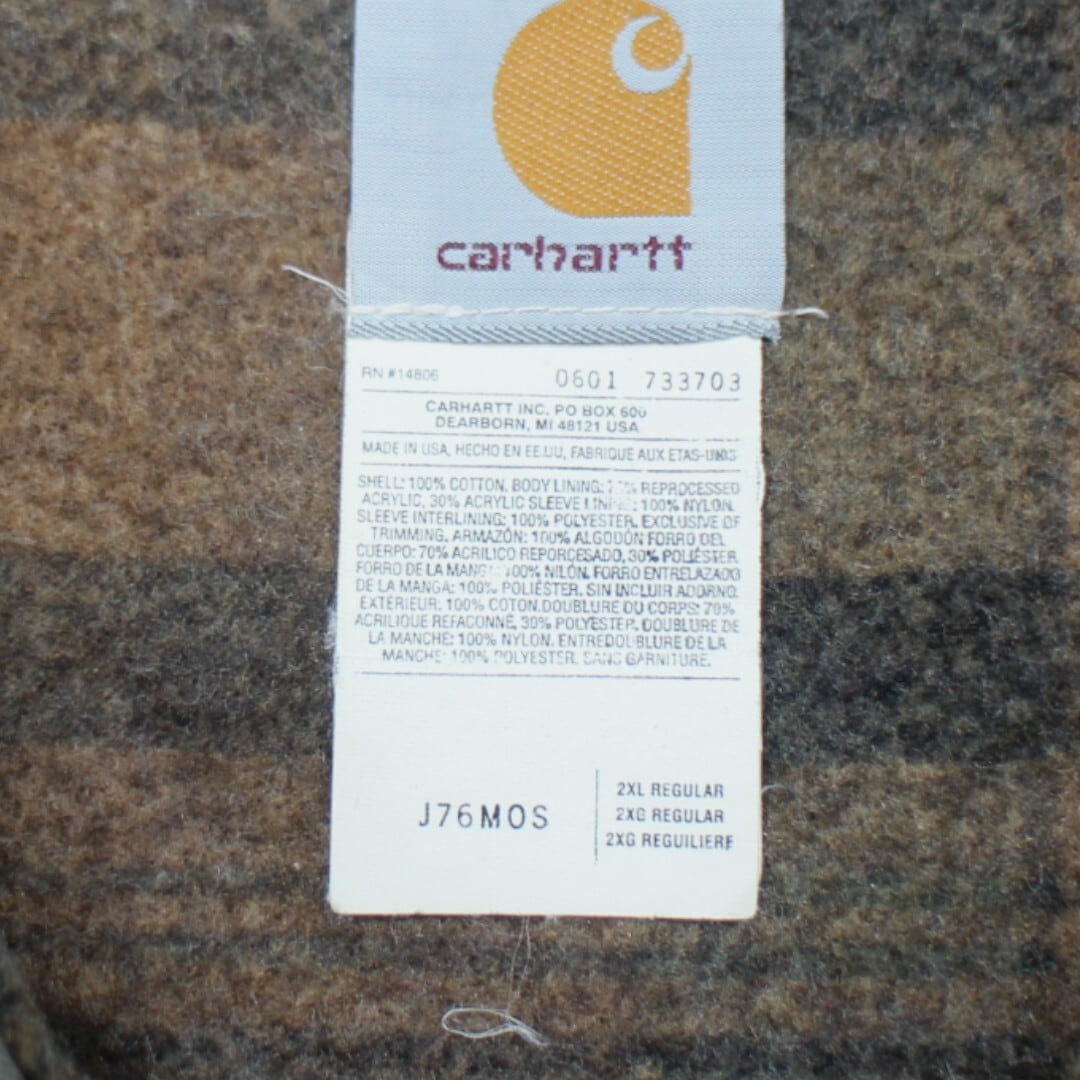 carhartt
RN #14806 0601 733703
CARHARTT INC. PO BOX 600
DEARBORN, MI 48121 USA
MADE IN USA, HECHO EN EE.UU, FABRIQUE AUX ETAS-UNIS
SHELL: 100% COTTON, BODY LINING: REPROCESSED
ACRYLIC, 30% ACRYLIC SLEEVE LINING: 100% NYLON.
SLEEVE INTERLINING: 100% POLYESTER. EXCLUSIVE OF
TRIMMING. ARMAZÓN: 100% ALGODÓN FORRO DEL
CUERPO: 70% ACRILICO REPORCESADO, 30% POLIÉSTER.
FORRO DE LA MANGA: 100% NILÓN. FORRO ENTRELAZADO
DE LA MANGA: 100% POLIÉSTER. SIN INCLUIR ADORNO.
EXTÉRIEUR: 100% COTON.DOUBLURE DU CORPS: 70%
ACRILIQUE REFACONNÉ, 30% POLYESTER. DOUBLURE DE
LA MANCHE: 100% NYLON. ENTREDOUBLURE DE LA
MANCHE: 100% POLYESTER. SANS GARNITURE.
J76MOS
2XL REGULAR
2XG REGULAR
2XG REGUILIERE